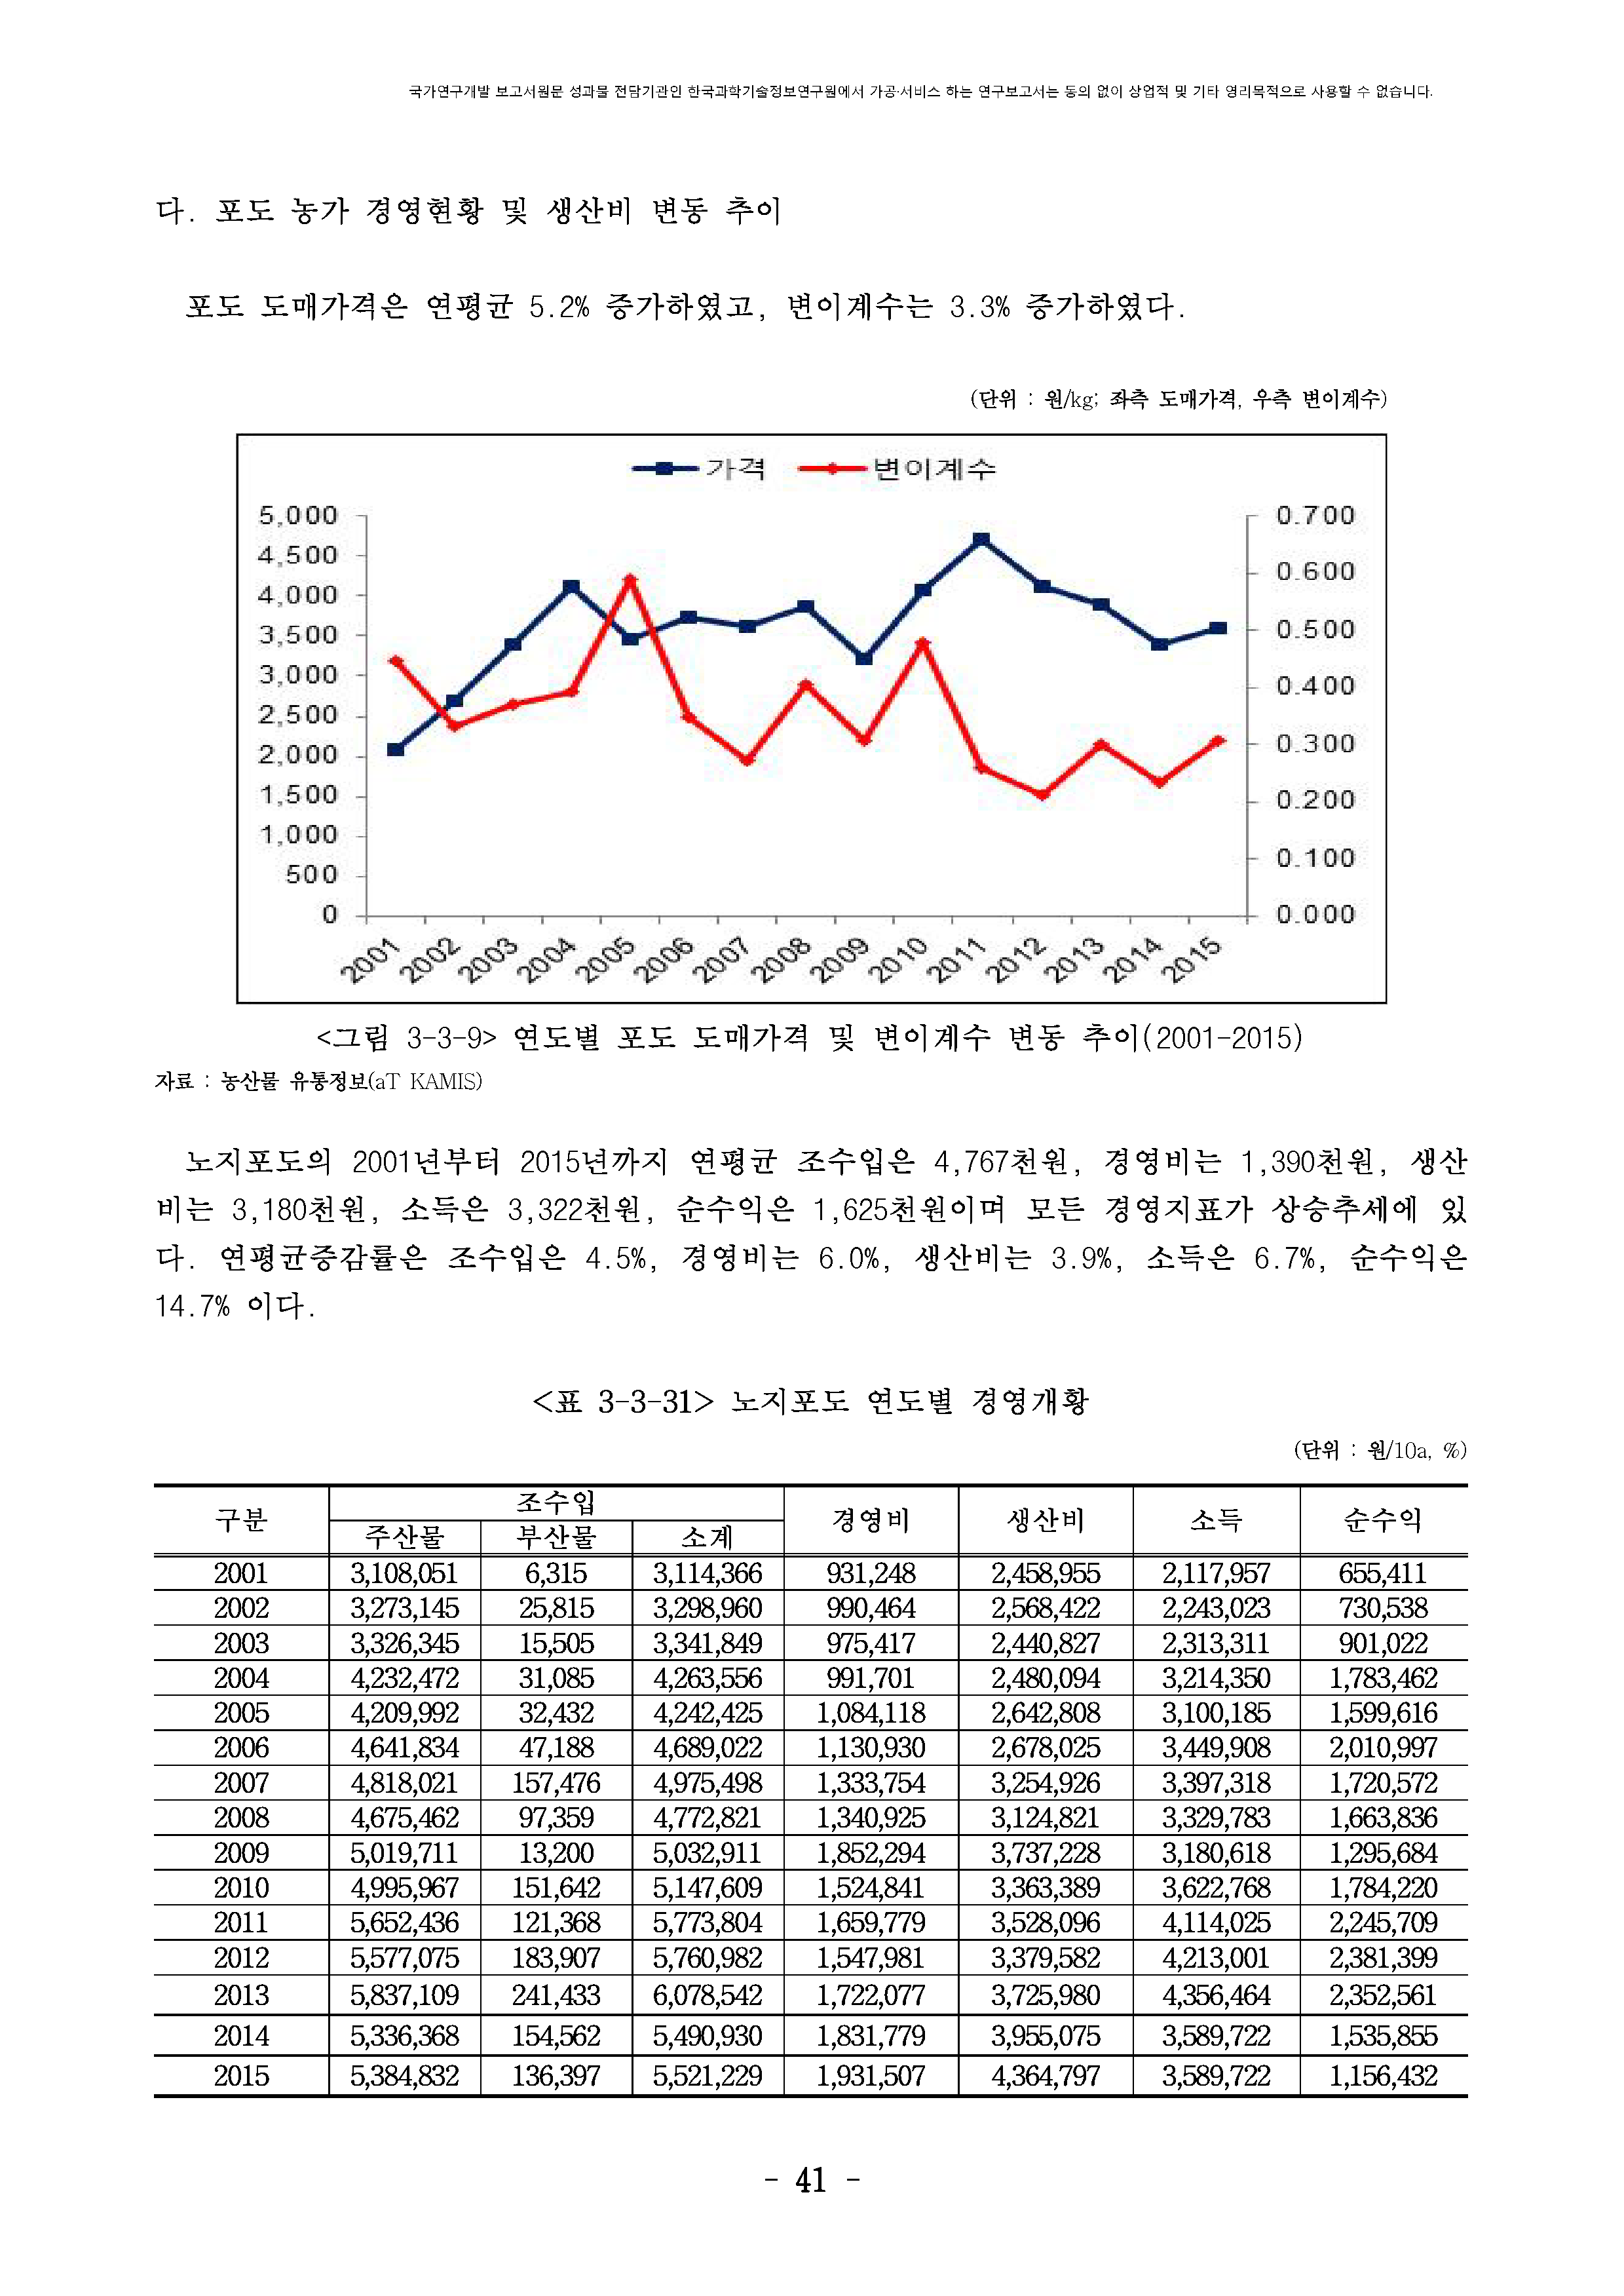 국가연구개발 보고서원문 성과물 전담기관인 한국과학기술정보연구원에서 가공·서비스 하는 연구보고서는 동의 없이 상업적 및 기타 영리목적으로 사용할 수 없습니다.
다. 포도 농가 경영현황 및 생산비 변동 추이
포도 도매가격은 연평균 5.2% 증가하였고, 변이계수는 3.3% 증가하였다.
(단위 : 원/kg; 좌측 도매가격, 우측 변이계수)
가격 변이계수
5,000 0.700
4,500
4,000 0.600
3,500 0.500
3,000
2,500 0.400
2,000 0.300
1,500 0.200
1,000
500 0.100
0 0.000
2001 2002 2003 2004 2005 2006 2007 2008 2009 2010 2011 2012 2013 2014 2015
<그림 3-3-9> 연도별 포도 도매가격 및 변이계수 변동 추이(2001-2015)
자료 : 농산물 유통정보(aT KAMIS)
노지포도의 2001년부터 2015년까지 연평균 조수입은 4,767천원, 경영비는 1,390천원, 생산
비는 3,180천원, 소득은 3,322천원, 순수익은 1,625천원이며 모든 경영지표가 상승추세에 있
다. 연평균증감률은 조수입은 4.5%, 경영비는 6.0%, 생산비는 3.9%, 소득은 6.7%, 순수익은
14.7% 이다.
<표 3-3-31> 노지포도 연도별 경영개황
(단위 : 원/10a, %)
구분 조수입 경영비 생산비 소득 순수익
주산물 부산물 소계
2001 3,108,051 6,315 3,114,366 931,248 2,458,955 2,117,957 655,411
2002 3,273,145 25,815 3,298,960 990,464 2,568,422 2,243,023 730,538
2003 3,326,345 15,505 3,341,849 975,417 2,440,827 2,313,311 901,022
2004 4,232,472 31,085 4,263,556 991,701 2,480,094 3,214,350 1,783,462
2005 4,209,992 32,432 4,242,425 1,084,118 2,642,808 3,100,185 1,599,616
2006 4,641,834 47,188 4,689,022 1,130,930 2,678,025 3,449,908 2,010,997
2007 4,818,021 157,476 4,975,498 1,333,754 3,254,926 3,397,318 1,720,572
2008 4,675,462 97,359 4,772,821 1,340,925 3,124,821 3,329,783 1,663,836
2009 5,019,711 13,200 5,032,911 1,852,294 3,737,228 3,180,618 1,295,684
2010 4,995,967 151,642 5,147,609 1,524,841 3,363,389 3,622,768 1,784,220
2011 5,652,436 121,368 5,773,804 1,659,779 3,528,096 4,114,025 2,245,709
2012 5,577,075 183,907 5,760,982 1,547,981 3,379,582 4,213,001 2,381,399
2013 5,837,109 241,433 6,078,542 1,722,077 3,725,980 4,356,464 2,352,561
2014 5,336,368 154,562 5,490,930 1,831,779 3,955,075 3,589,722 1,535,855
2015 5,384,832 136,397 5,521,229 1,931,507 4,364,797 3,589,722 1,156,432
- 41 -